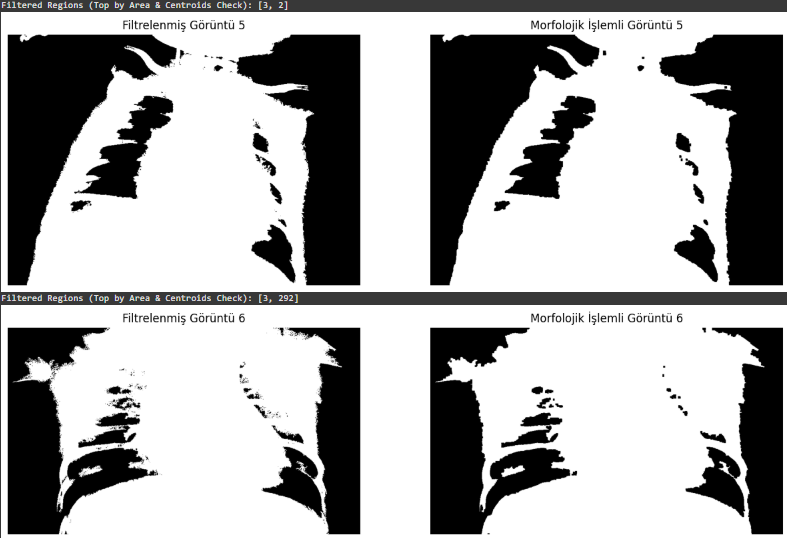 Filtered Regions (Top by Area & Centroids Check): [3, 2]
Filtrelenmiş Görüntü 5
Morfolojik İşlemli Görüntü 5
Filtered Regions (Top by Area & Centroids Check): [3, 292]
Filtrelenmiş Görüntü 6
Morfolojik İşlemli Görüntü 6